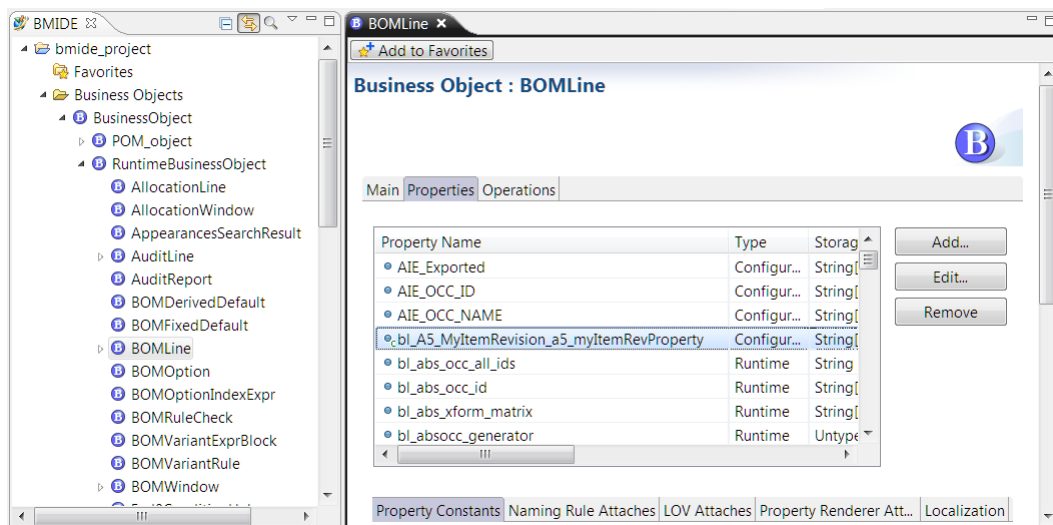 BMIDE
bmide_project
Favorites
Business Objects
BusinessObject
POM_object
RuntimeBusinessObject
AllocationLine
AllocationWindow
AppearancesSearchResult
AuditLine
AuditReport
BOMDerivedDefault
BOMFixedDefault
BOMLine
BOMOption
BOMOptionIndexExpr
BOMRuleCheck
BOMVariantExprBlock
BOMVariantRule
BOMWindow
BOMLine
Add to Favorites
Business Object : BOMLine
Main Properties Operations
Property Name Type Storag
AIE_Exported Configur... String[
AIE_OCC_ID Configur... String[
AIE_OCC_NAME Configur... String[
bl_A5_MyItemRevision_a5_myItemRevProperty Configur... String[
bl_abs_occ_all_ids Runtime String
bl_abs_occ_id Runtime String[
bl_abs_xform_matrix Runtime String[
bl_absocc_generator Runtime Untype
Add...
Edit...
Remove
Property Constants Naming Rule Attaches LOV Attaches Property Renderer Att... Localization